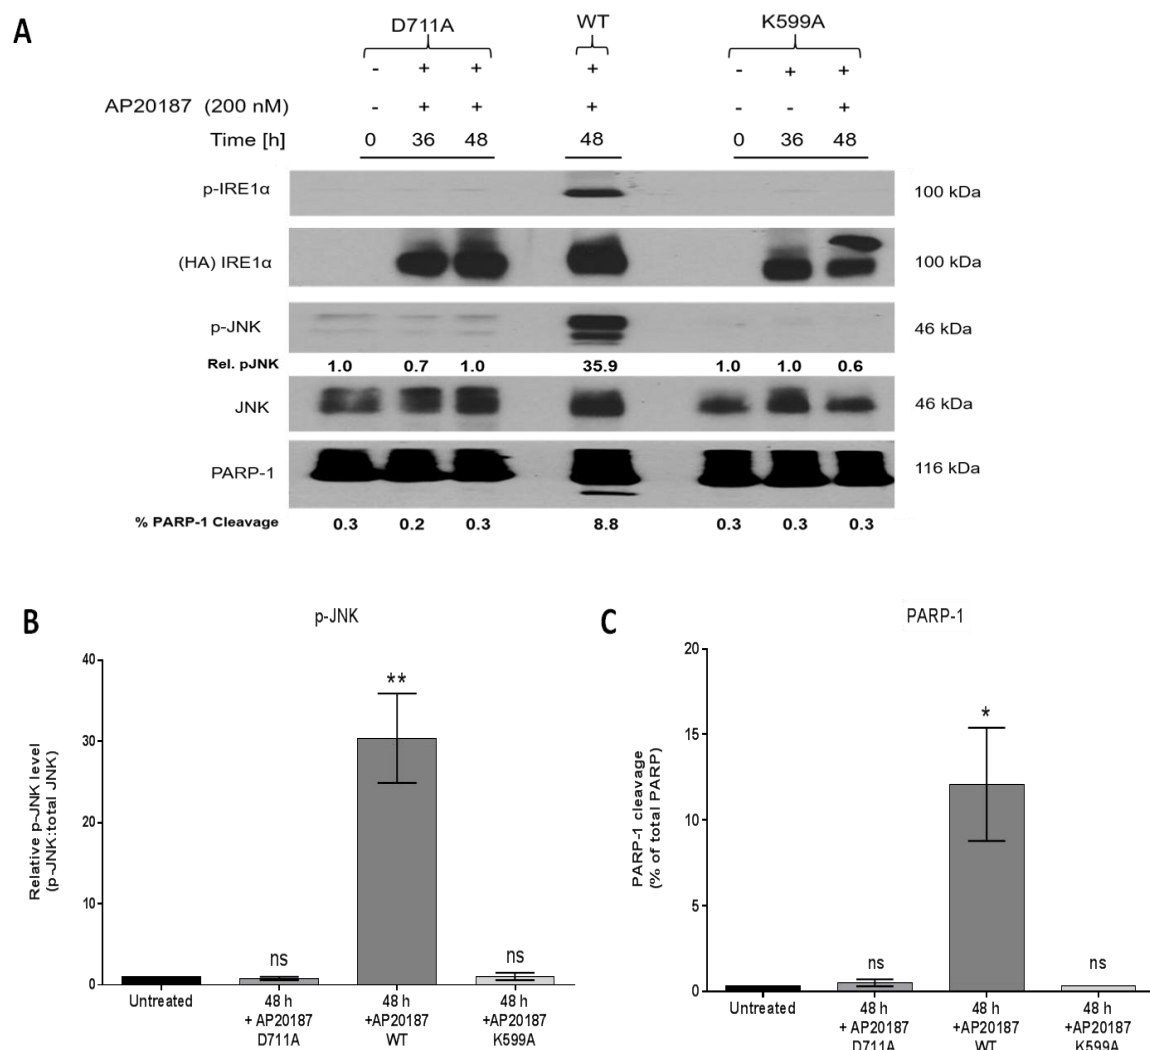 A
D711A WT K599A
- + + + - + +
AP20187 (200 nM) - + + + - - +
Time [h] 0 36 48 48 0 36 48
p-IRE1α 100 kDa
(HA) IRE1α 100 kDa
p-JNK 46 kDa
Rel. pJNK 1.0 0.7 1.0 35.9 1.0 1.0 0.6
JNK 46 kDa
PARP-1 116 kDa
% PARP-1 Cleavage 0.3 0.2 0.3 8.8 0.3 0.3 0.3
B
p-JNK
Relative p-JNK level
(p-JNK:total JNK)
40
30
20
10
0
ns
**
ns
Untreated
48 h
+ AP20187
D711A
48 h
+AP20187
WT
48 h
+AP20187
K599A
C
PARP-1
PARP-1 cleavage
(% of total PARP)
20
15
10
5
0
ns
*
ns
Untreated
48 h
+ AP20187
D711A
48 h
+AP20187
WT
48 h
+AP20187
K599A